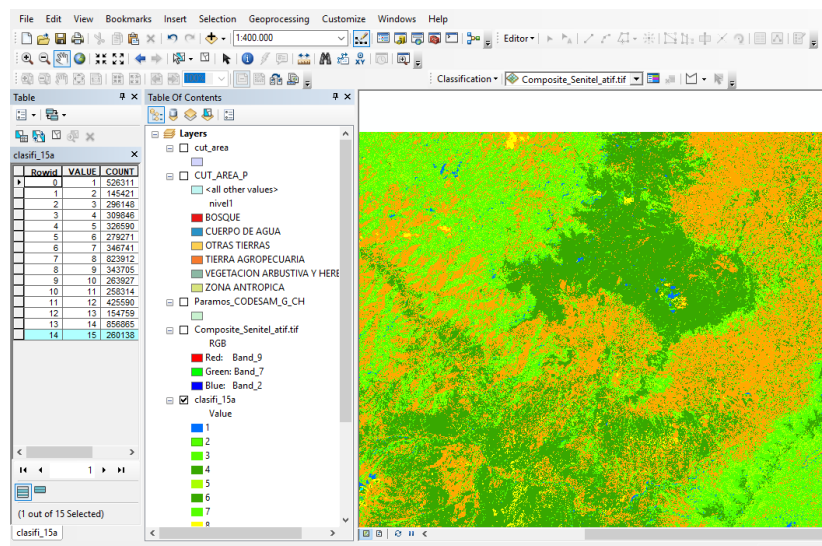 File Edit View Bookmarks Insert Selection Geoprocessing Customize Windows Help
1:400.000 Editor
Classification Composite_Senitel_atif.tif
Table
Table Of Contents
clasifi_15a
Rowid VALUE COUNT
0 1 526311
1 2 145421
2 3 296148
3 4 309846
4 5 326590
5 6 279271
6 7 346741
7 8 823912
8 9 343705
9 10 263927
10 11 258314
11 12 425590
12 13 154759
13 14 856865
14 15 260138
1
(1 out of 15 Selected)
clasifi_15a
Layers
cut_area
CUT_AREA_P
<all other values>
nivel1
BOSQUE
CUERPO DE AGUA
OTRAS TIERRAS
TIERRA AGROPECUARIA
VEGETACION ARBUSTIVA Y HERE
ZONA ANTROPICA
Paramos_CODESAM_G_CH
Composite_Senitel_atif.tif
RGB
Red: Band_9
Green: Band_7
Blue: Band_2
clasifi_15a
Value
1
2
3
4
5
6
7
8